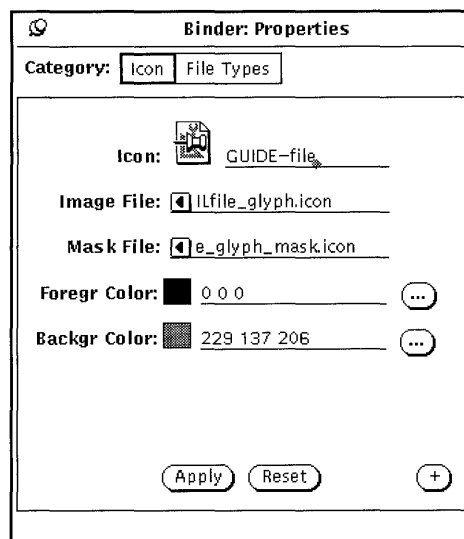 Binder: Properties
Category: Icon File Types
Icon: GUIDE-file
Image File: ILfile_glyph.icon
Mask File: e_glyph_mask.icon
Foregr Color: 0 0 0 ...
Backgr Color: 229 137 206 ...
Apply Reset +